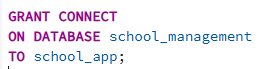 GRANT CONNECT
ON DATABASE school_management
TO school_app;